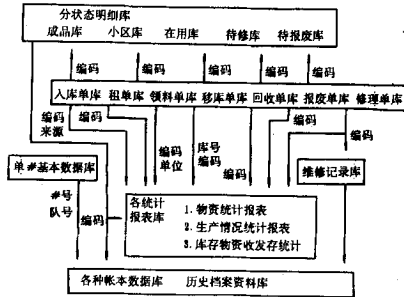 分状态明细库
成品库 小区库 在用库 待修库 待报废库
编码 编码 编码 编码 编码
入库单库 租单库 领料单库 移库单库 回收单库 报废单库 修理单库
编码 编码 编码 库号 编码 编码
来源 单位 编码
单#基本数据库 维修记录库
#号
队号 编码
各统计
报表库
1. 物资统计报表
2. 生产情况统计报表
3. 库存物资收发存统计
各种帐本数据库 历史档案资料库